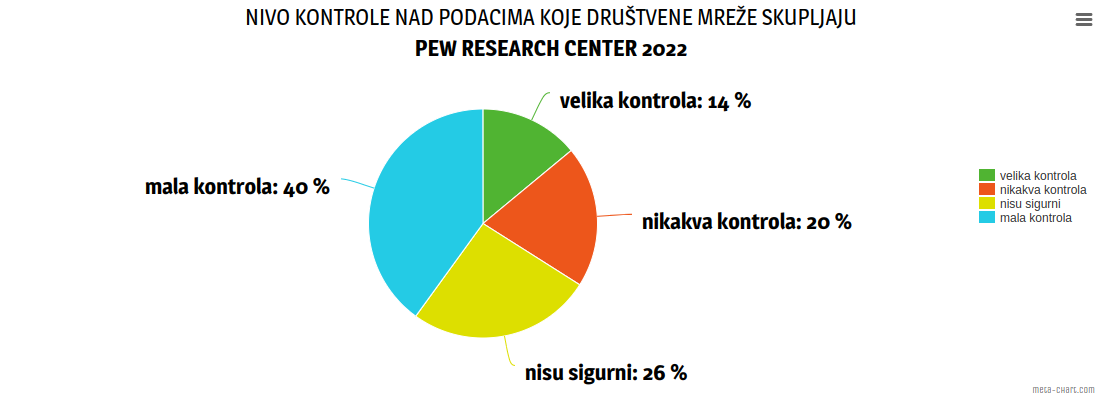 NIVO KONTROLE NAD PODACIMA KOJE DRUŠTVENE MREŽE SKUPLJAJU
PEW RESEARCH CENTER 2022
velika kontrola: 14 %
mala kontrola: 40 %
nikakva kontrola: 20 %
nisu sigurni: 26 %
velika kontrola
nikakva kontrola
nisu sigurni
mala kontrola
meta-chart.com